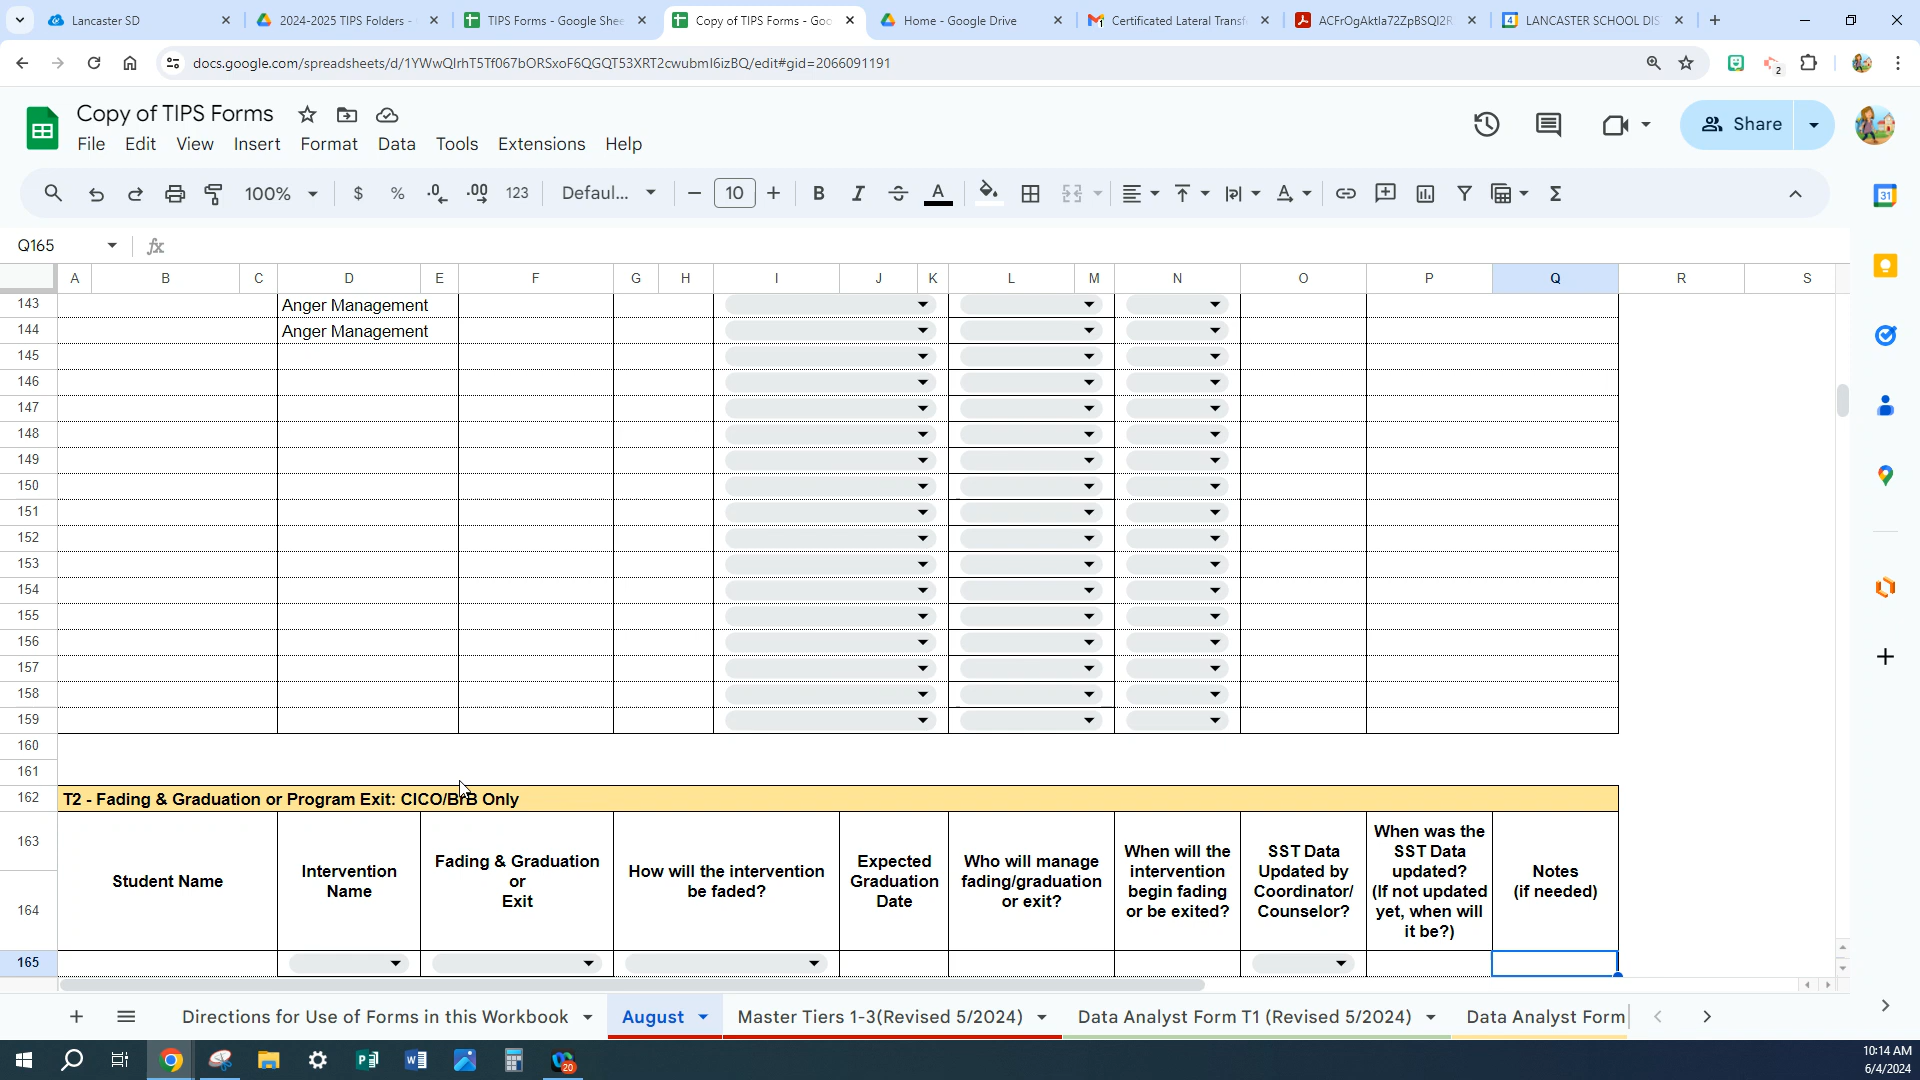 Lancaster SD
2024-2025 TIPS Folders -
TIPS Forms - Google Shee
Copy of TIPS Forms - Goo
Home - Google Drive
Certificated Lateral Transf
ACFrOgAktla72ZpBSQI2R
LANCASTER SCHOOL DIS
docs.google.com/spreadsheets/d/1YWwQlrhT5Tf067bORSxoF6QGQT53XRT2cwubmI6izBQ/edit#gid=2066091191
2
Copy of TIPS Forms
Share
File Edit View Insert Format Data Tools Extensions Help
100% $ % .0 .00 123 Defaul... 10 B I A
31
Q165 fx
A B C D E F G H I J K L M N O P Q R S
143 Anger Management
144 Anger Management
145
146
147
148
149
150
151
152
153
154
155
156
157
158
159
160
161
162 T2 - Fading & Graduation or Program Exit: CICO/BrB Only
163
164
Student Name
Intervention
Name
Fading & Graduation
or
Exit
How will the intervention
be faded?
Expected
Graduation
Date
Who will manage
fading/graduation
or exit?
When will the
intervention
begin fading
or be exited?
SST Data
Updated by
Coordinator/
Counselor?
When was the
SST Data
updated?
(If not updated
yet, when will
it be?)
Notes
(if needed)
165
Directions for Use of Forms in this Workbook August Master Tiers 1-3(Revised 5/2024) Data Analyst Form T1 (Revised 5/2024) Data Analyst Form
20
10:14 AM
6/4/2024